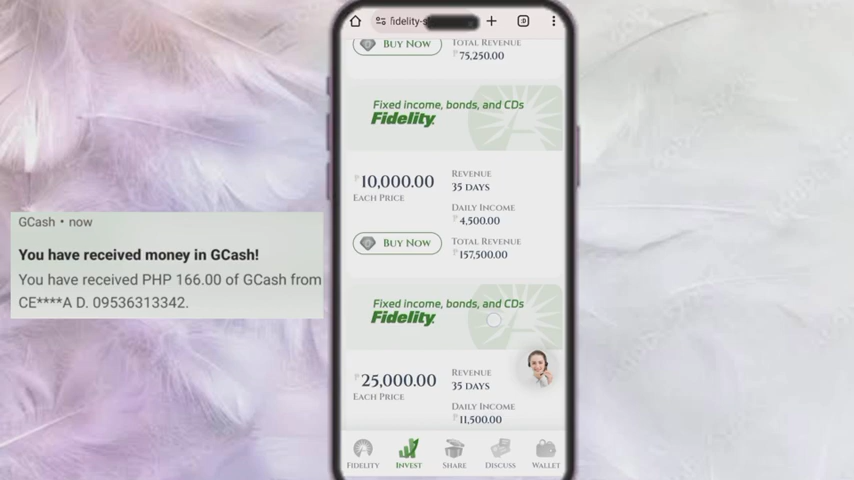 fidelity-s
BUY NOW
TOTAL REVENUE
₱75,250.00
Fixed income, bonds, and CDs
Fidelity
₱10,000.00
EACH PRICE
REVENUE
35 DAYS
DAILY INCOME
₱4,500.00
BUY NOW
TOTAL REVENUE
₱157,500.00
GCash • now
You have received money in GCash!
You have received PHP 166.00 of GCash from
CE****A D. 09536313342.
Fixed income, bonds, and CDs
Fidelity
₱25,000.00
EACH PRICE
REVENUE
35 DAYS
DAILY INCOME
₱11,500.00
FIDELITY
INVEST
SHARE
DISCUSS
WALLET